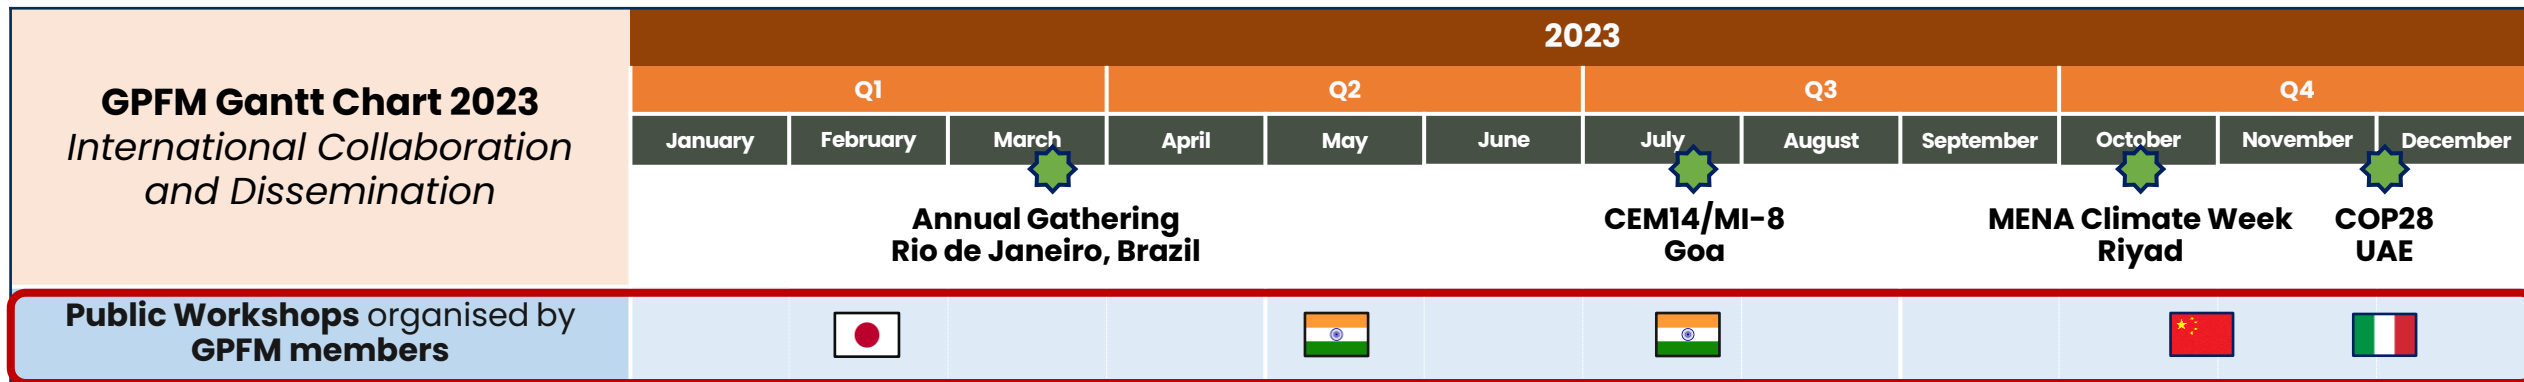 2023
GPFM Gantt Chart 2023
International Collaboration
and Dissemination
Q1
Q2
Q3
Q4
January
February
March
April
May
June
July
August
September
October
November
December
Annual Gathering
Rio de Janeiro, Brazil
CEM14/MI-8
Goa
MENA Climate Week
Riyad
COP28
UAE
Public Workshops organised by
GPFM members